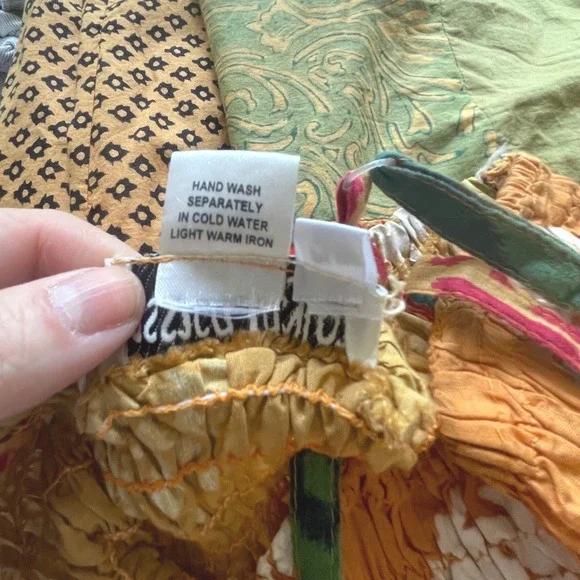 HAND WASH
SEPARATELY
IN COLD WATER
LIGHT WARM IRON